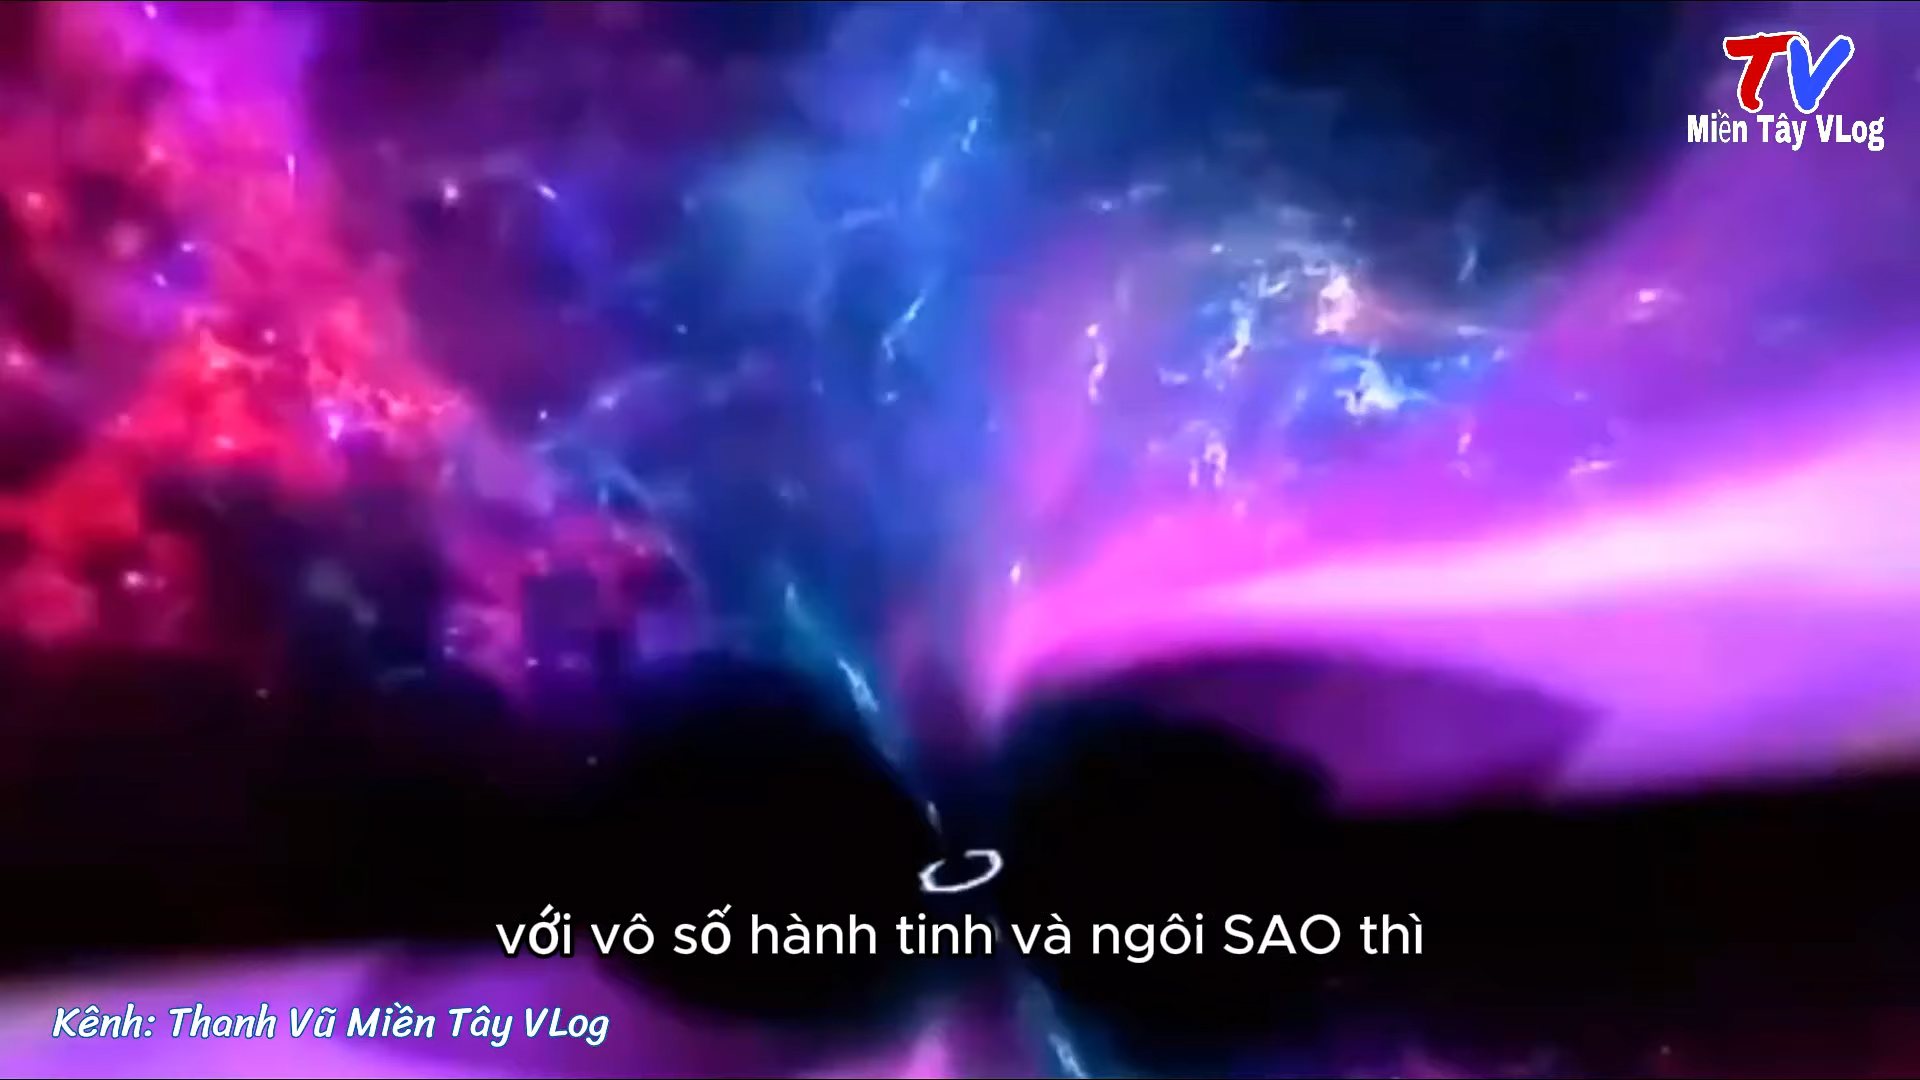 TV
Miền Tây VLog
với vô số hành tinh và ngôi SAO thì
Kênh: Thanh Vũ Miền Tây VLog